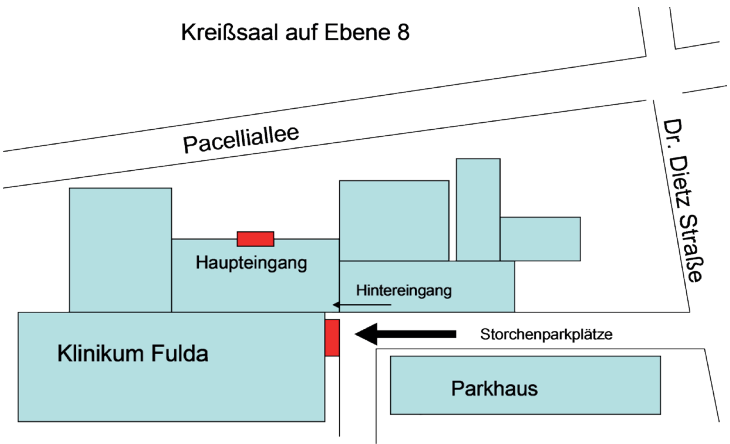 Kreißsaal auf Ebene 8
Pacelliallee
Dr. Dietz Straße
Haupteingang
Hintereingang
Storchenparkplätze
Klinikum Fulda
Parkhaus